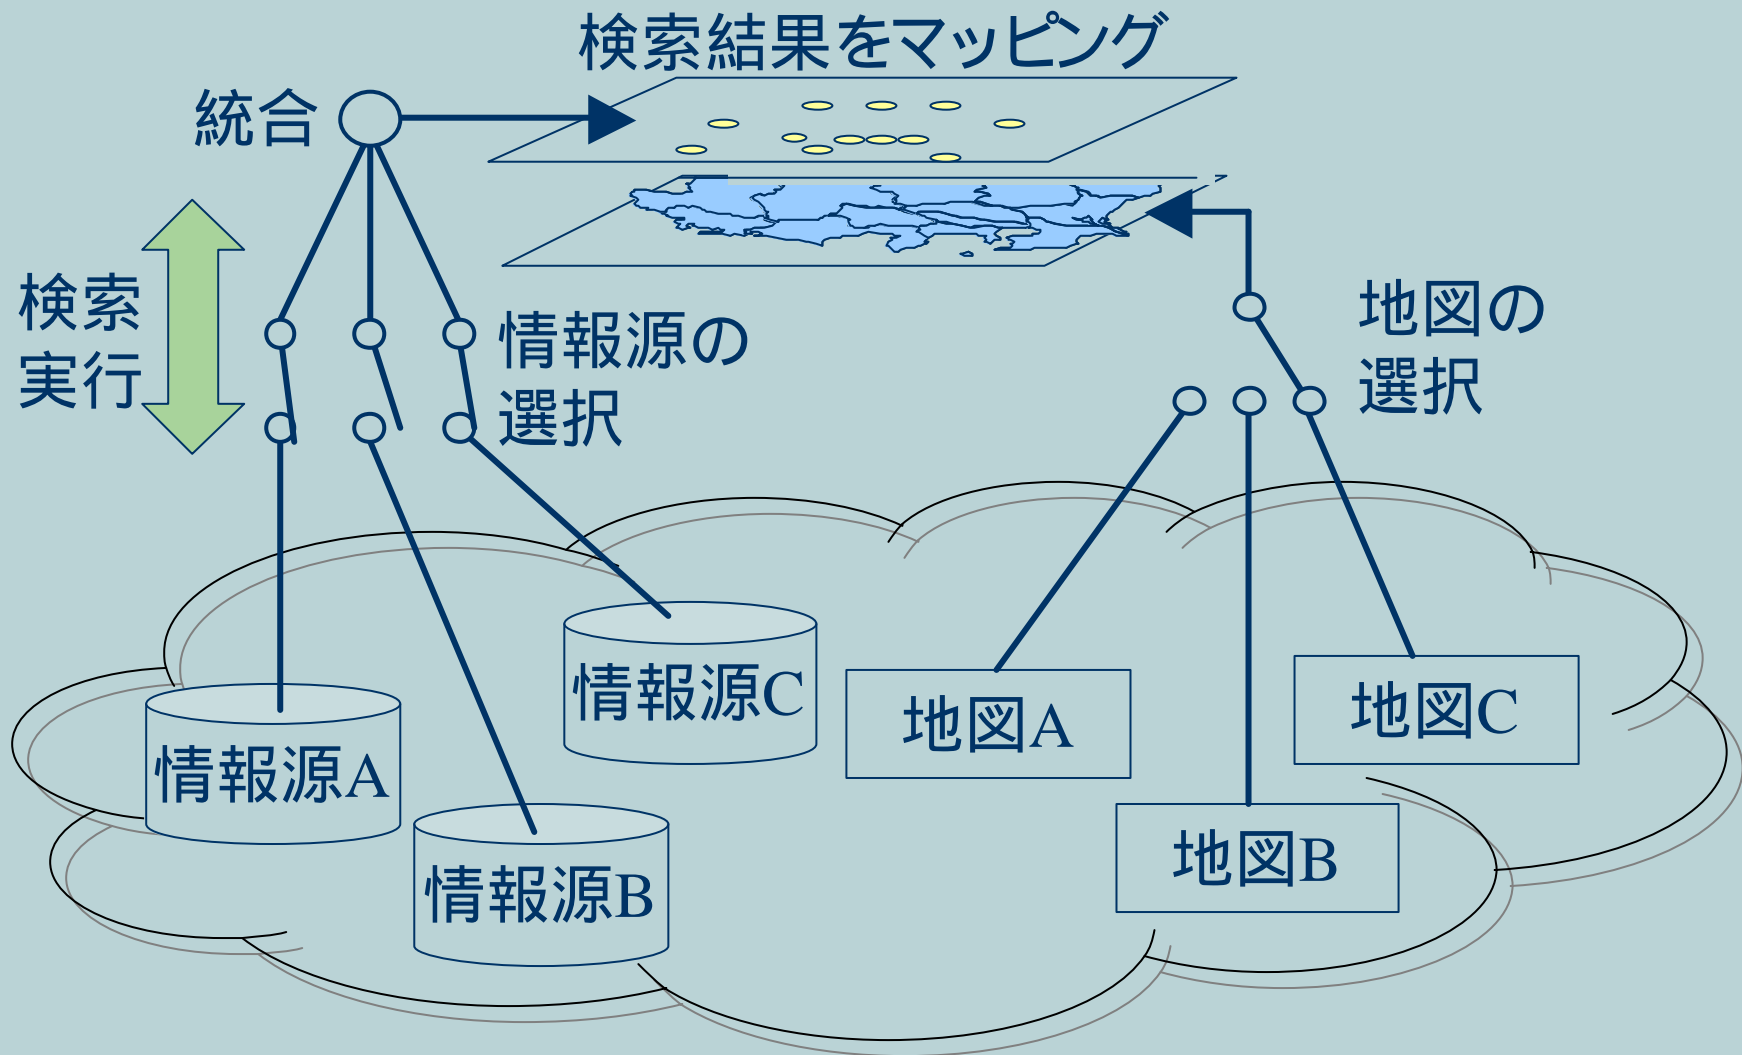 検索結果をマッピング
統合
検索
実行
情報源の
選択
地図の
選択
情報源C
地図A
地図C
情報源A
情報源B
地図B